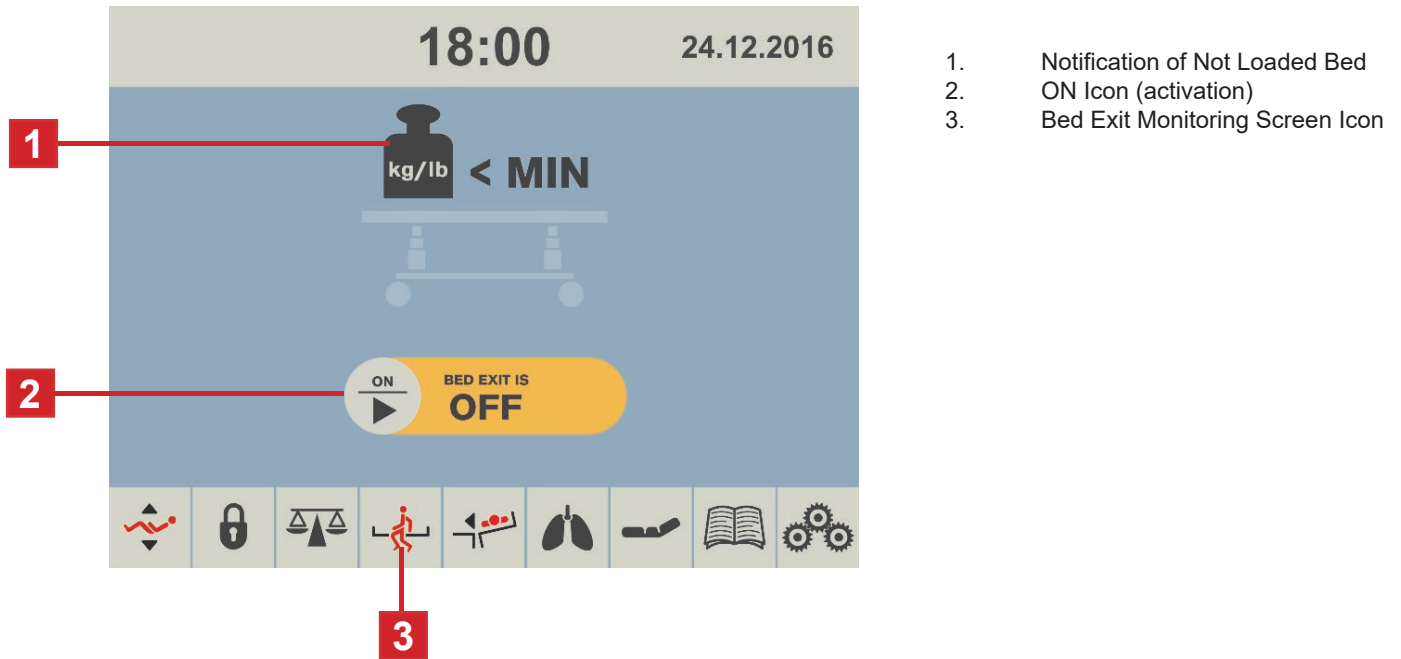 18:00 24.12.2016
1
kg/lb < MIN
2
ON
BED EXIT IS
OFF
3
1. Notification of Not Loaded Bed
2. ON Icon (activation)
3. Bed Exit Monitoring Screen Icon